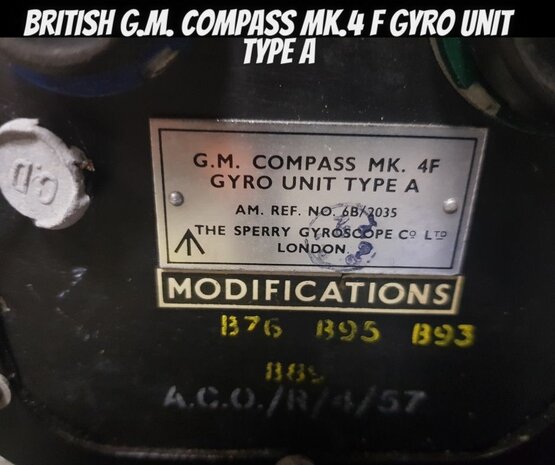 BRITISH G.M. COMPASS MK.4 F GYRO UNIT
TYPE A
G.M. COMPASS MK. 4F
GYRO UNIT TYPE A
AM. REF. NO. 6B/2035
THE SPERRY GYROSCOPE Co LTD
LONDON
MODIFICATIONS
B76 B95 B93
A.C.O./R/4/57